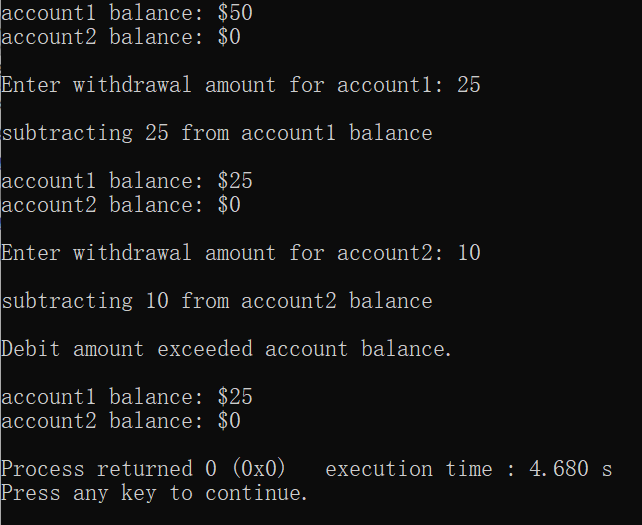 account1 balance: $50
account2 balance: $0
Enter withdrawal amount for account1: 25
subtracting 25 from account1 balance
account1 balance: $25
account2 balance: $0
Enter withdrawal amount for account2: 10
subtracting 10 from account2 balance
Debit amount exceeded account balance.
account1 balance: $25
account2 balance: $0
Process returned 0 (0x0)   execution time : 4.680 s
Press any key to continue.